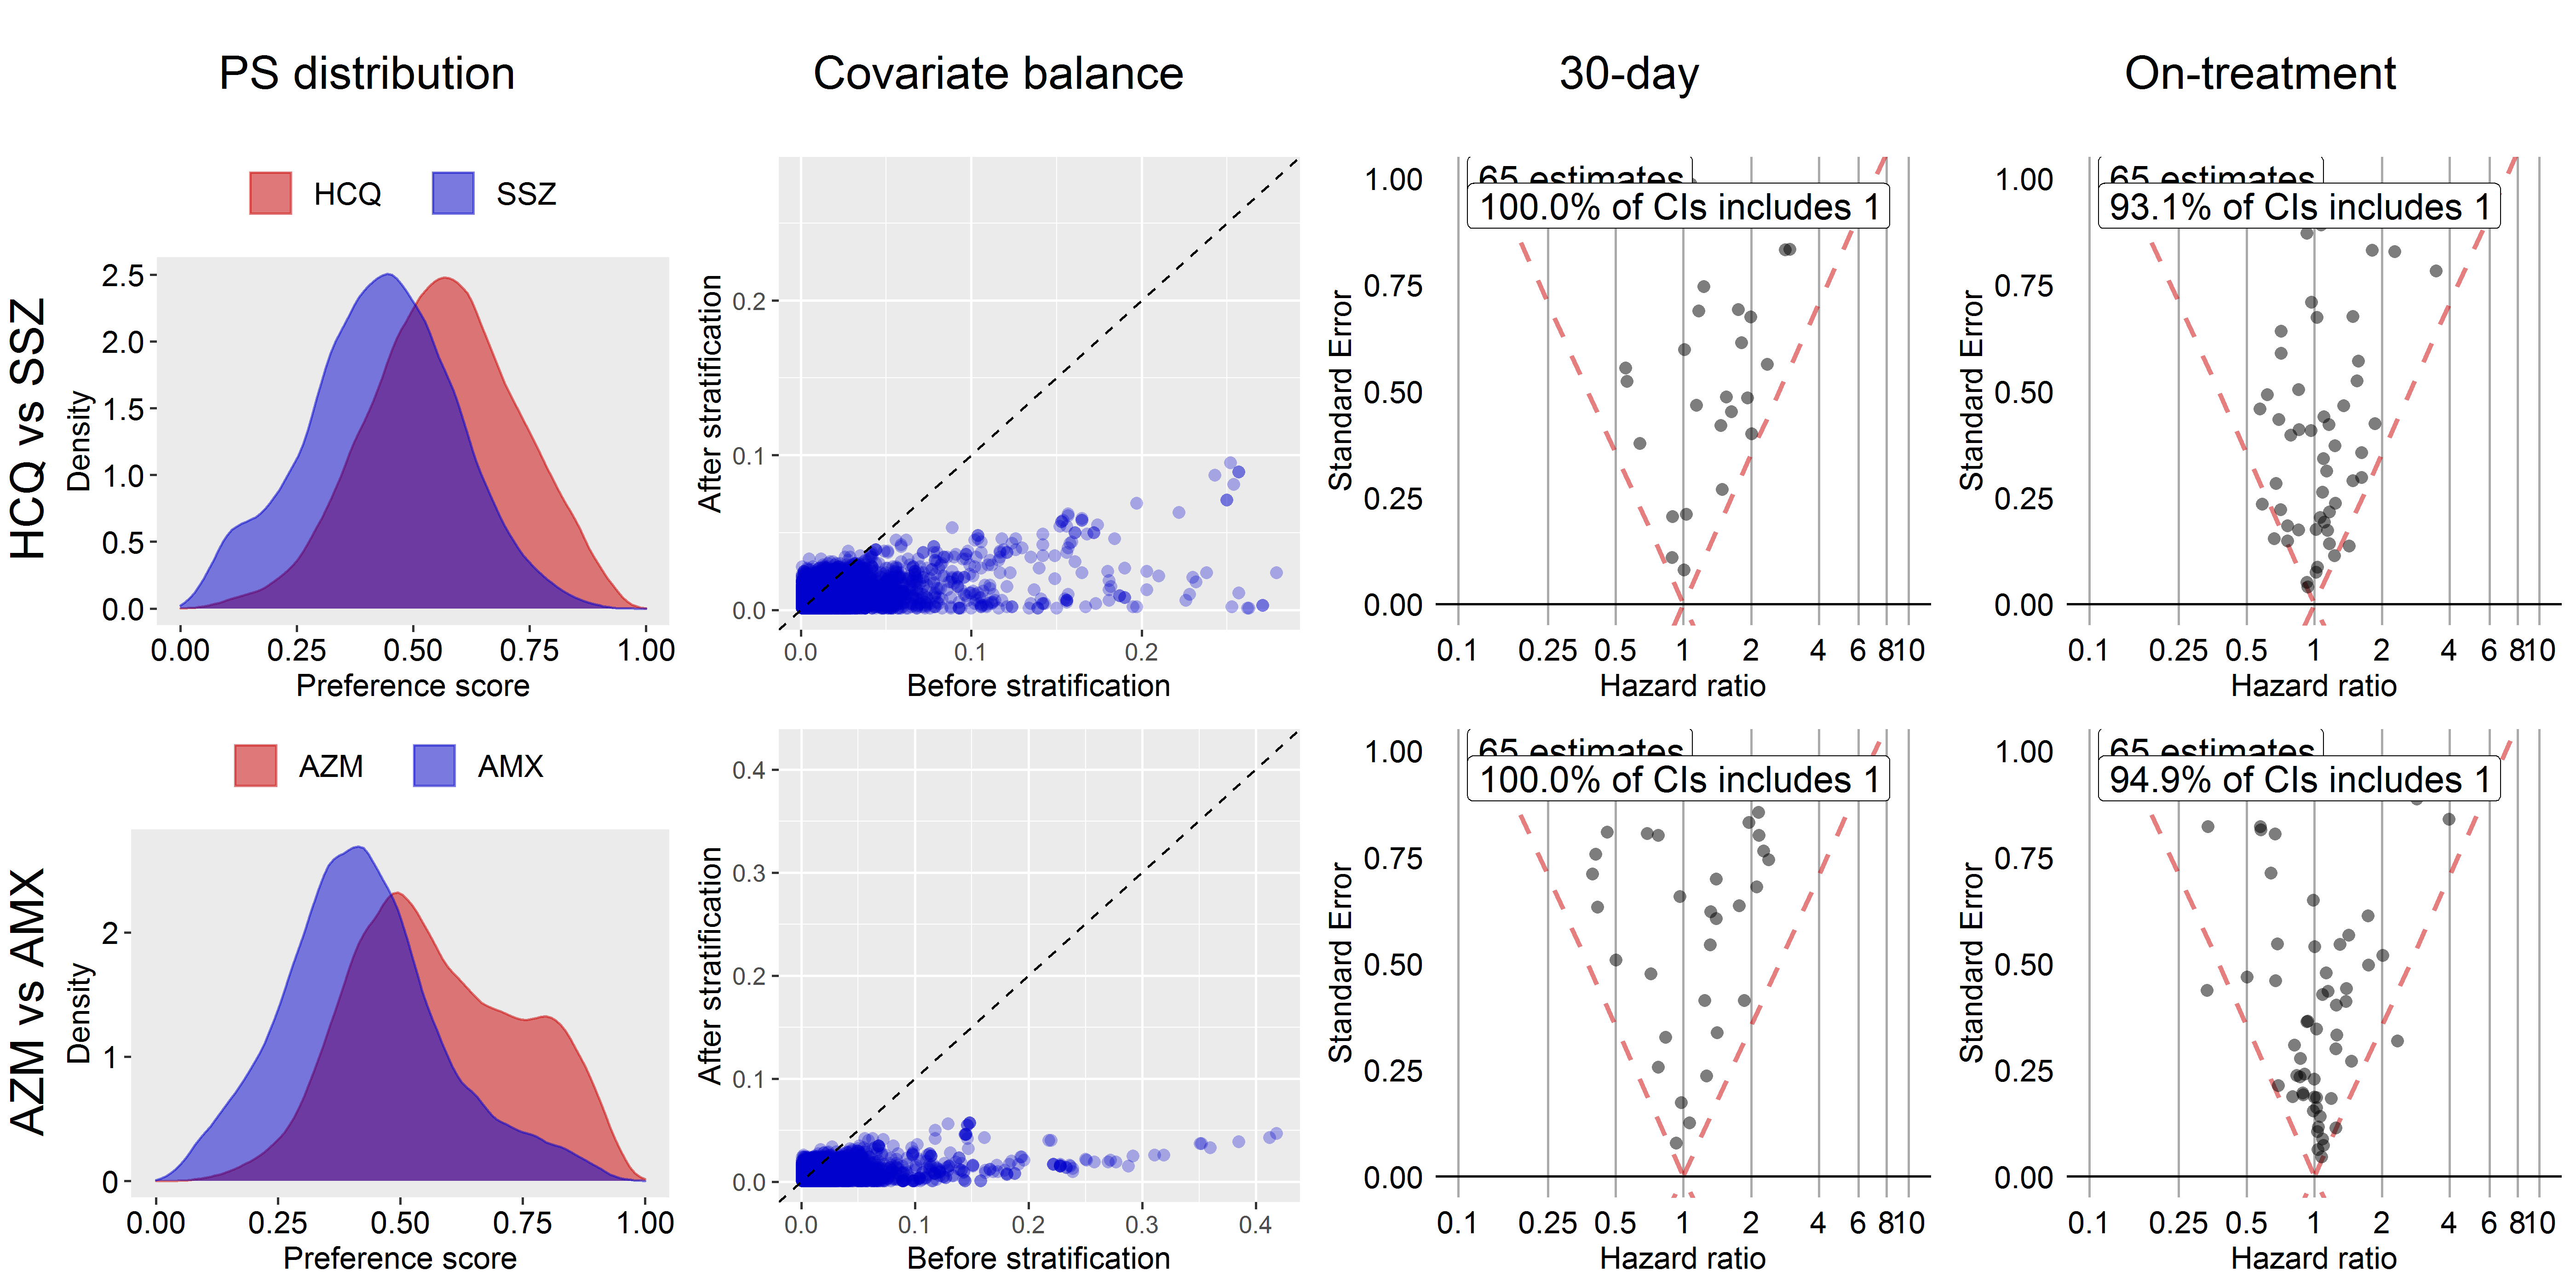 PS distribution
Covariate balance
30-day
On-treatment
HCQ vs SSZ
HCQ SSZ
Density
2.5
2.0
1.5
1.0
0.5
0.0
0.00 0.25 0.50 0.75 1.00
Preference score
After stratification
0.2
0.1
0.0
0.0 0.1 0.2
Before stratification
Standard Error
1.00
0.75
0.50
0.25
0.00
65 estimates
100.0% of CIs includes 1
0.1 0.25 0.5 1 2 4 6 8 10
Hazard ratio
Standard Error
1.00
0.75
0.50
0.25
0.00
65 estimates
93.1% of CIs includes 1
0.1 0.25 0.5 1 2 4 6 8 10
Hazard ratio
AZM vs AMX
AZM AMX
Density
2
1
0
0.00 0.25 0.50 0.75 1.00
Preference score
After stratification
0.4
0.3
0.2
0.1
0.0
0.0 0.1 0.2 0.3 0.4
Before stratification
Standard Error
1.00
0.75
0.50
0.25
0.00
65 estimates
100.0% of CIs includes 1
0.1 0.25 0.5 1 2 4 6 8 10
Hazard ratio
Standard Error
1.00
0.75
0.50
0.25
0.00
65 estimates
94.9% of CIs includes 1
0.1 0.25 0.5 1 2 4 6 8 10
Hazard ratio